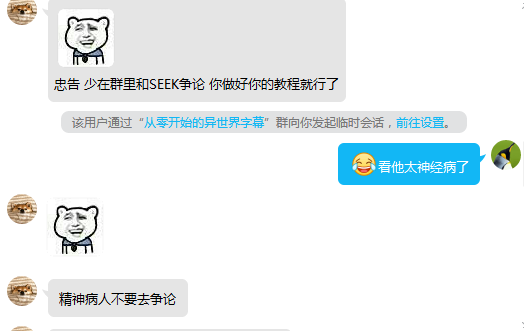 忠告 少在群里和SEEK争论 你做好你的教程就行了
该用户通过“从零开始的异世界字幕”群向你发起临时会话，前往设置。
看他太神经病了
精神病人不要去争论